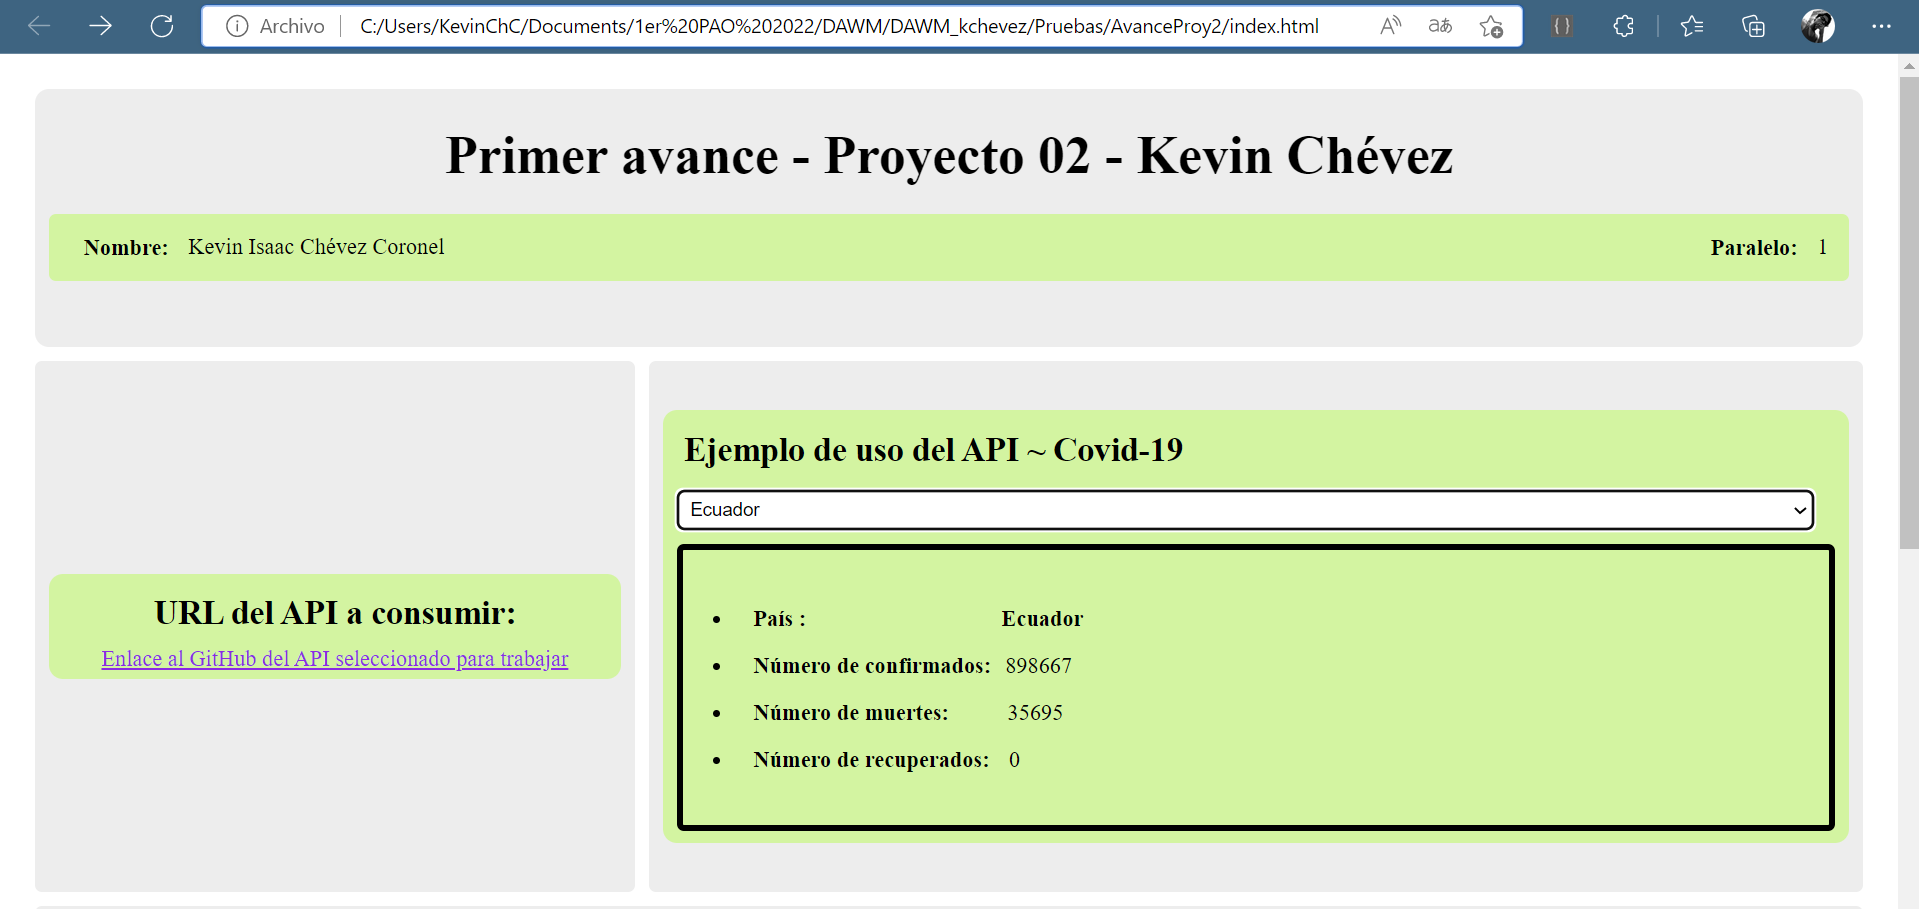 Archivo C:/Users/KevinChC/Documents/1er%20PAO%202022/DAWM/DAWM_kchevez/Pruebas/AvanceProy2/index.html
Primer avance - Proyecto 02 - Kevin Chévez
Nombre: Kevin Isaac Chévez Coronel Paralelo: 1
Ejemplo de uso del API ~ Covid-19
Ecuador
URL del API a consumir:
Enlace al GitHub del API seleccionado para trabajar
• País : Ecuador
• Número de confirmados: 898667
• Número de muertes: 35695
• Número de recuperados: 0